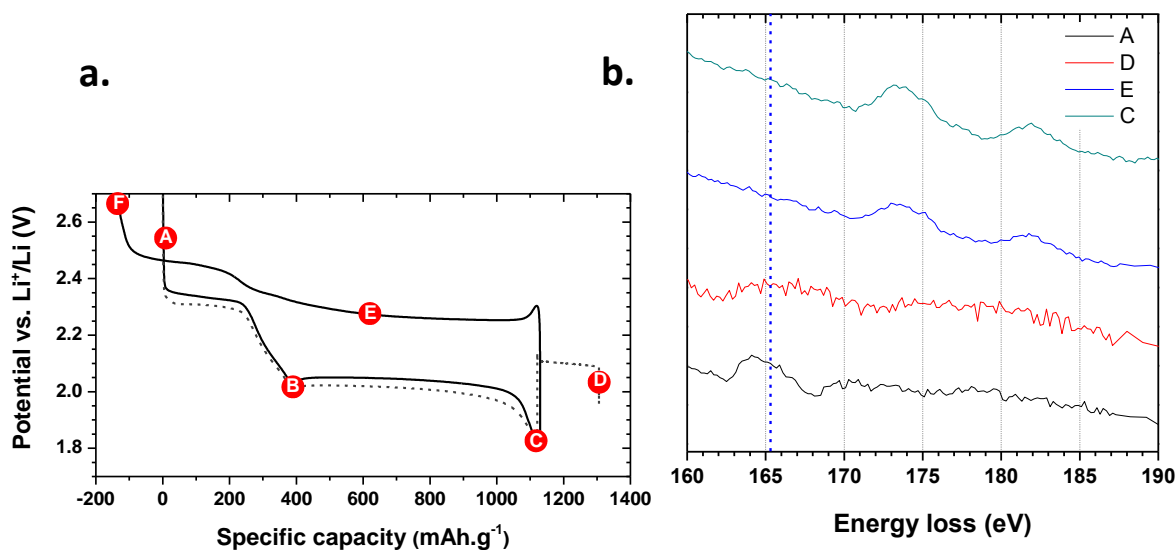 a.
b.
A
D
E
C
F
A
E
B
D
C
2.6
2.4
2.2
2.0
1.8
Potential vs. Li⁺/Li (V)
-200 0 200 400 600 800 1000 1200 1400
Specific capacity (mAh.g⁻¹)
160 165 170 175 180 185 190
Energy loss (eV)